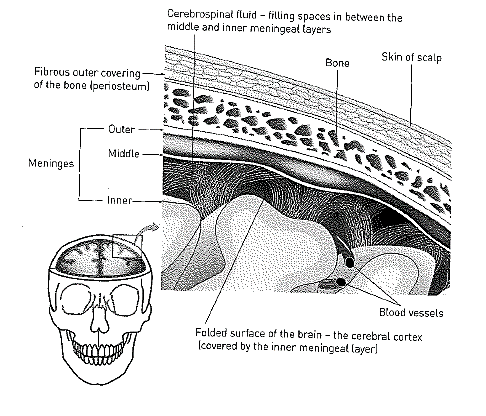 Cerebrospinal fluid – filling spaces in between the
middle and inner meningeal layers
Bone
Skin of scalp
Fibrous outer covering
of the bone (periosteum)
Outer
Middle
Meninges
Inner
Blood vessels
Folded surface of the brain – the cerebral cortex
(covered by the inner meningeal layer)